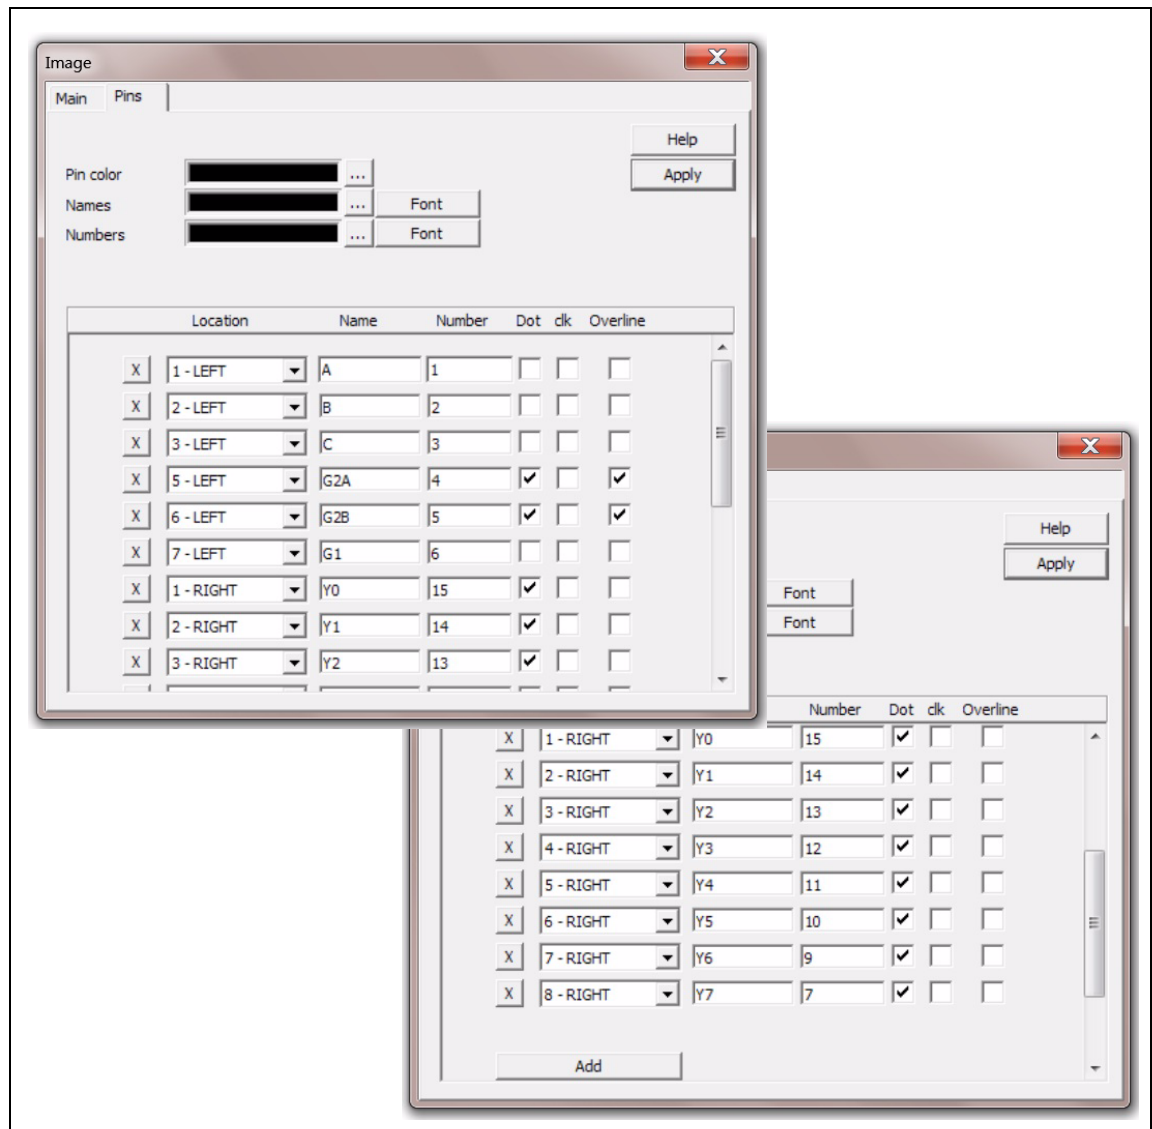 Image
Main Pins
Help
Pin color ... Apply
Names ... Font
Numbers ... Font
Location Name Number Dot clk Overline
X 1 - LEFT A 1
X 2 - LEFT B 2
X 3 - LEFT C 3
X 5 - LEFT G2A 4
X 6 - LEFT G2B 5
X 7 - LEFT G1 6
X 1 - RIGHT Y0 15
X 2 - RIGHT Y1 14
X 3 - RIGHT Y2 13
X
Help
Apply
Font
Font
Number Dot clk Overline
X 1 - RIGHT Y0 15
X 2 - RIGHT Y1 14
X 3 - RIGHT Y2 13
X 4 - RIGHT Y3 12
X 5 - RIGHT Y4 11
X 6 - RIGHT Y5 10
X 7 - RIGHT Y6 9
X 8 - RIGHT Y7 7
Add